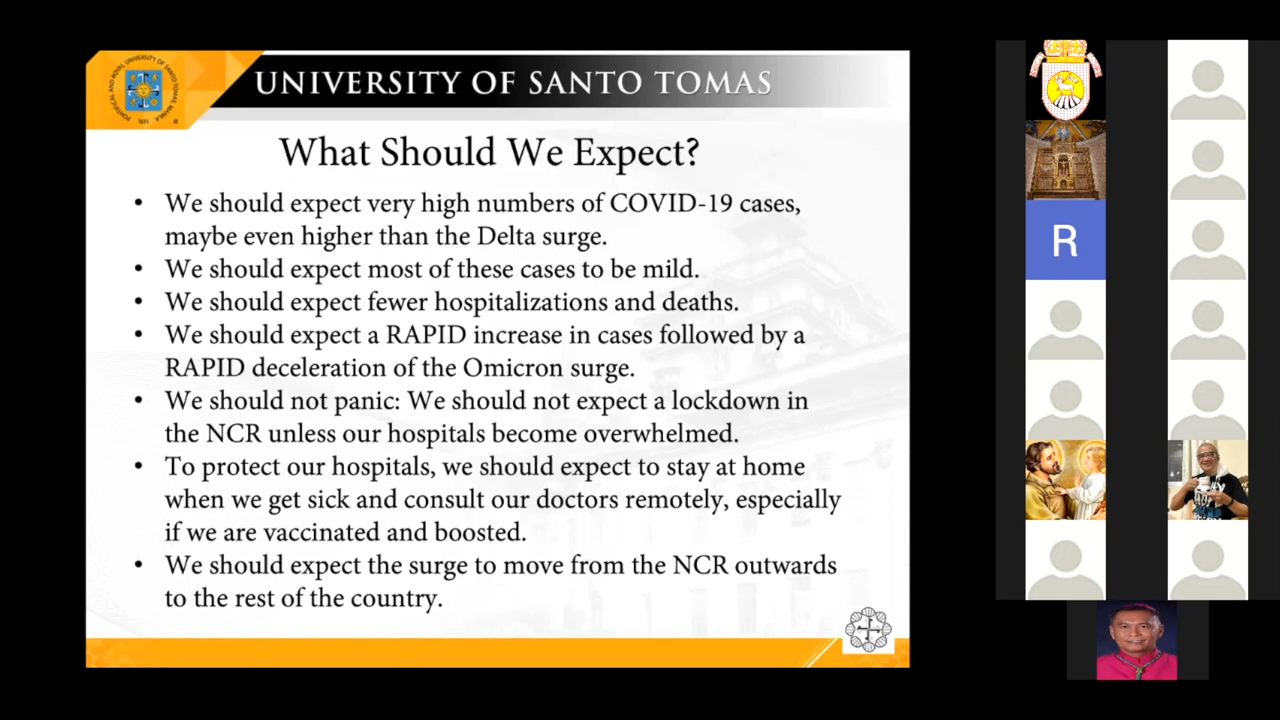 UNIVERSITY OF SANTO TOMAS
What Should We Expect?
• We should expect very high numbers of COVID-19 cases,
maybe even higher than the Delta surge.
• We should expect most of these cases to be mild.
• We should expect fewer hospitalizations and deaths.
• We should expect a RAPID increase in cases followed by a
RAPID deceleration of the Omicron surge.
• We should not panic: We should not expect a lockdown in
the NCR unless our hospitals become overwhelmed.
• To protect our hospitals, we should expect to stay at home
when we get sick and consult our doctors remotely, especially
if we are vaccinated and boosted.
• We should expect the surge to move from the NCR outwards
to the rest of the country.
R